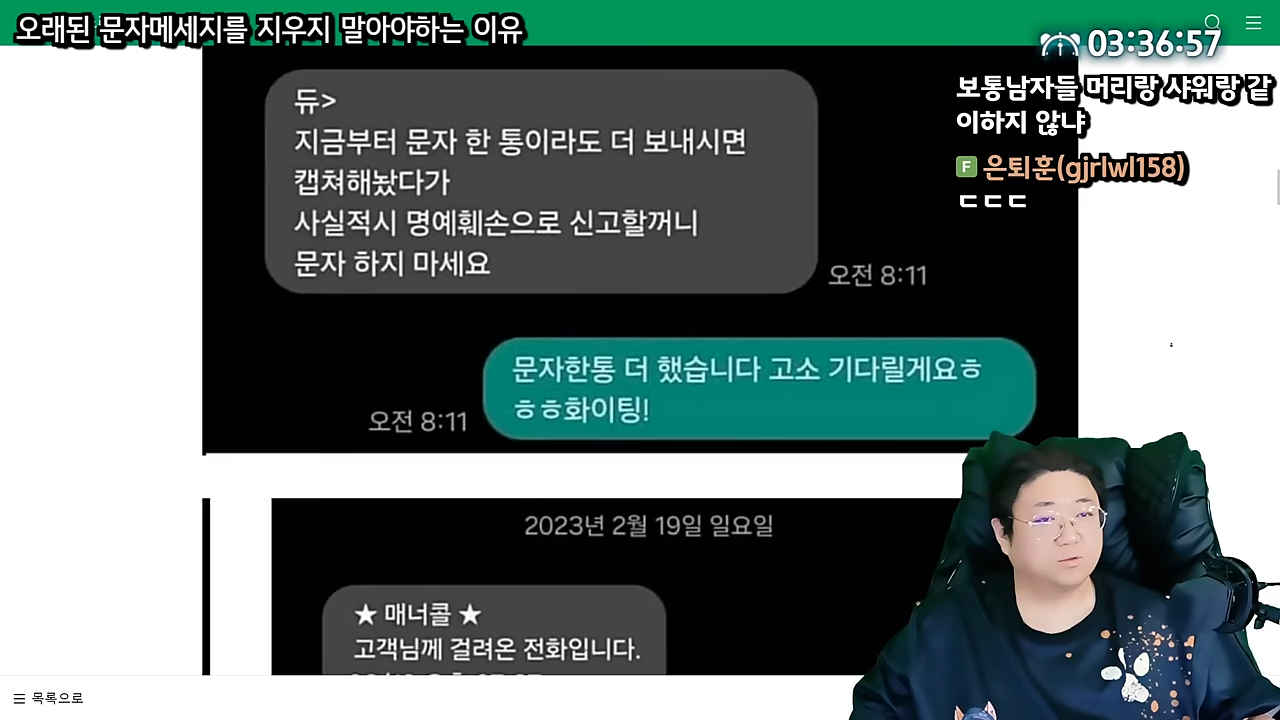 오래된 문자메세지를 지우지 말아야하는 이유
03:36:57
보통남자들 머리랑 샤워랑 같
이하지 않냐
F 은퇴훈(gjrlwl158)
ㄷㄷㄷ
듀>
지금부터 문자 한 통이라도 더 보내시면
캡쳐해놨다가
사실적시 명예훼손으로 신고할꺼니
문자 하지 마세요
오전 8:11
문자한통 더 했습니다 고소 기다릴게요ㅎ
ㅎㅎ화이팅!
오전 8:11
2023년 2월 19일 일요일
★ 매너콜 ★
고객님께 걸려온 전화입니다.
목록으로